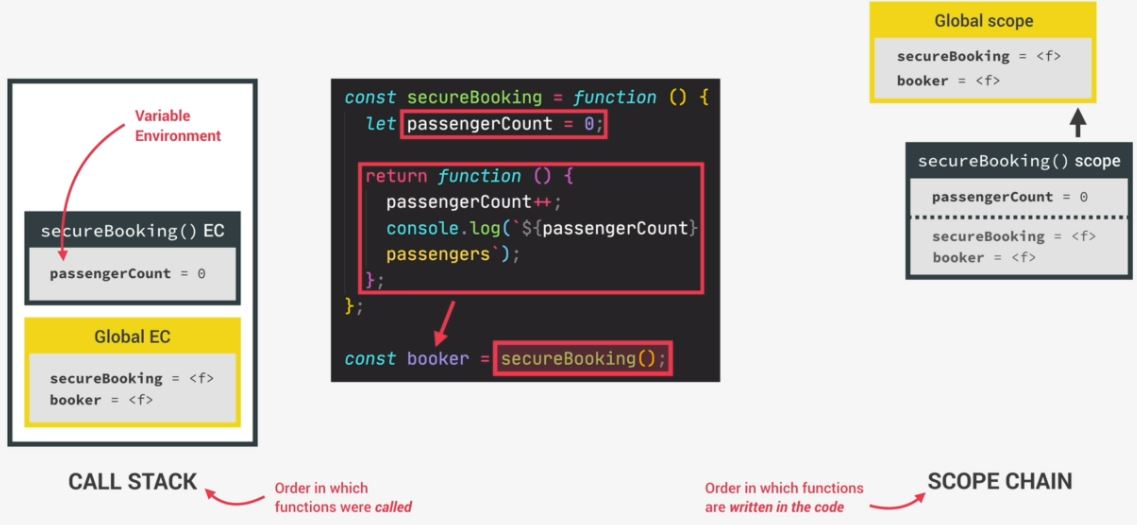 Variable
Environment
secureBooking() EC
passengerCount = 0
Global EC
secureBooking = <f>
booker = <f>
CALL STACK
Order in which
functions were called
const secureBooking = function () {
let passengerCount = 0;
return function () {
passengerCount++;
console.log(`${passengerCount}
passengers`);
};
};
const booker = secureBooking();
Global scope
secureBooking = <f>
booker = <f>
secureBooking() scope
passengerCount = 0
secureBooking = <f>
booker = <f>
Order in which functions
are written in the code
SCOPE CHAIN